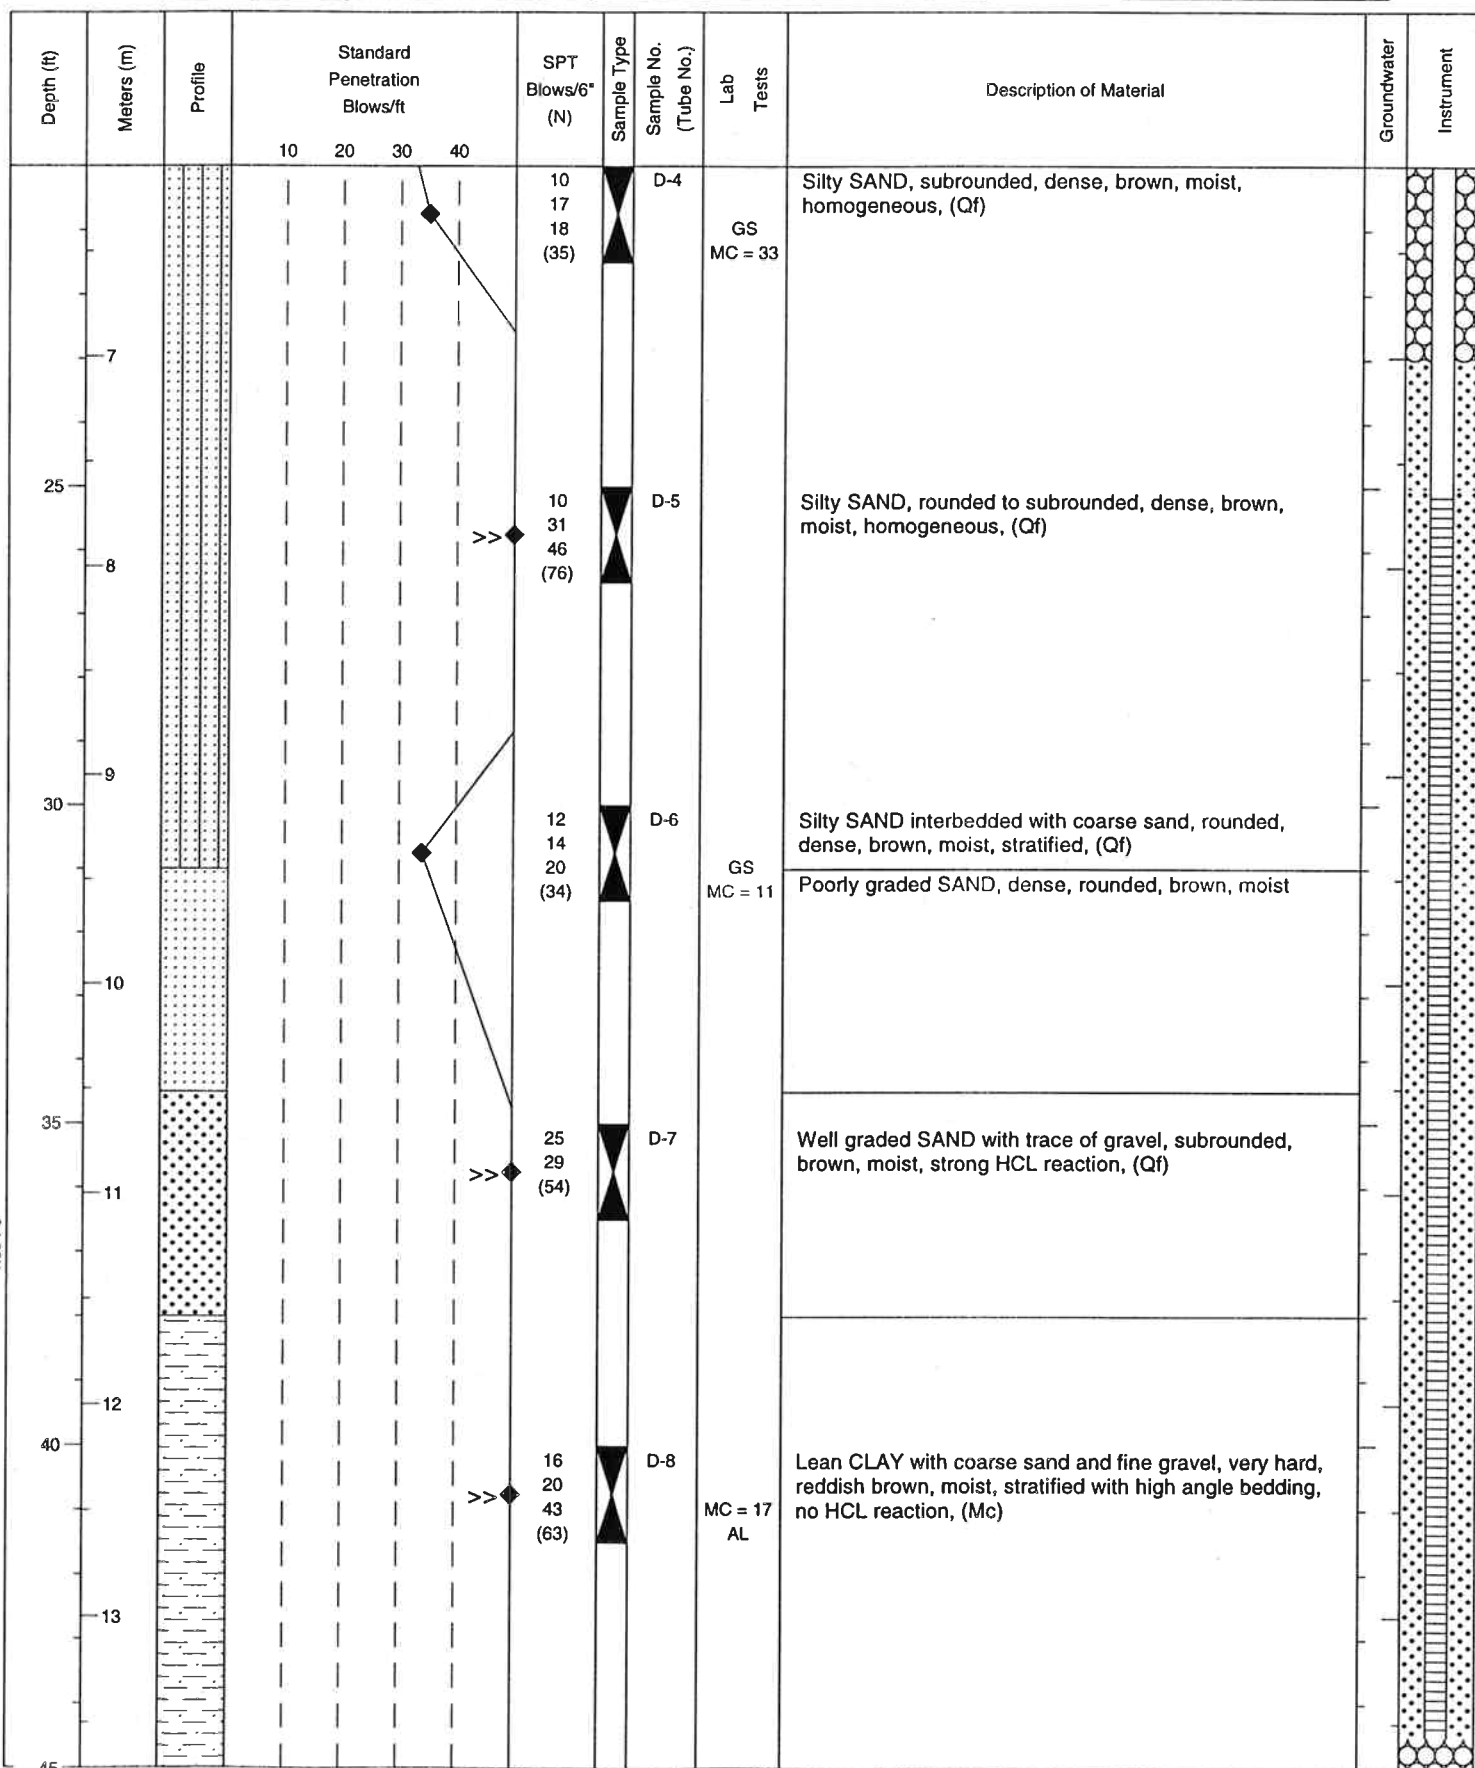 Depth (ft)
Meters (m)
Profile
Standard
Penetration
Blows/ft
10 20 30 40
SPT
Blows/6"
(N)
Sample Type
Sample No.
(Tube No.)
Lab
Tests
Description of Material
Groundwater
Instrument
10
17
18
(35)
D-4
GS
MC = 33
Silty SAND, subrounded, dense, brown, moist,
homogeneous, (Qf)
7
25
>>
10
31
46
(76)
D-5
Silty SAND, rounded to subrounded, dense, brown,
moist, homogeneous, (Qf)
8
9
30
12
14
20
(34)
D-6
GS
MC = 11
Silty SAND interbedded with coarse sand, rounded,
dense, brown, moist, stratified, (Qf)
Poorly graded SAND, dense, rounded, brown, moist
10
35
>>
25
29
(54)
D-7
Well graded SAND with trace of gravel, subrounded,
brown, moist, strong HCL reaction, (Qf)
11
12
40
>>
16
20
43
(63)
D-8
MC = 17
AL
Lean CLAY with coarse sand and fine gravel, very hard,
reddish brown, moist, stratified with high angle bedding,
no HCL reaction, (Mc)
13
45